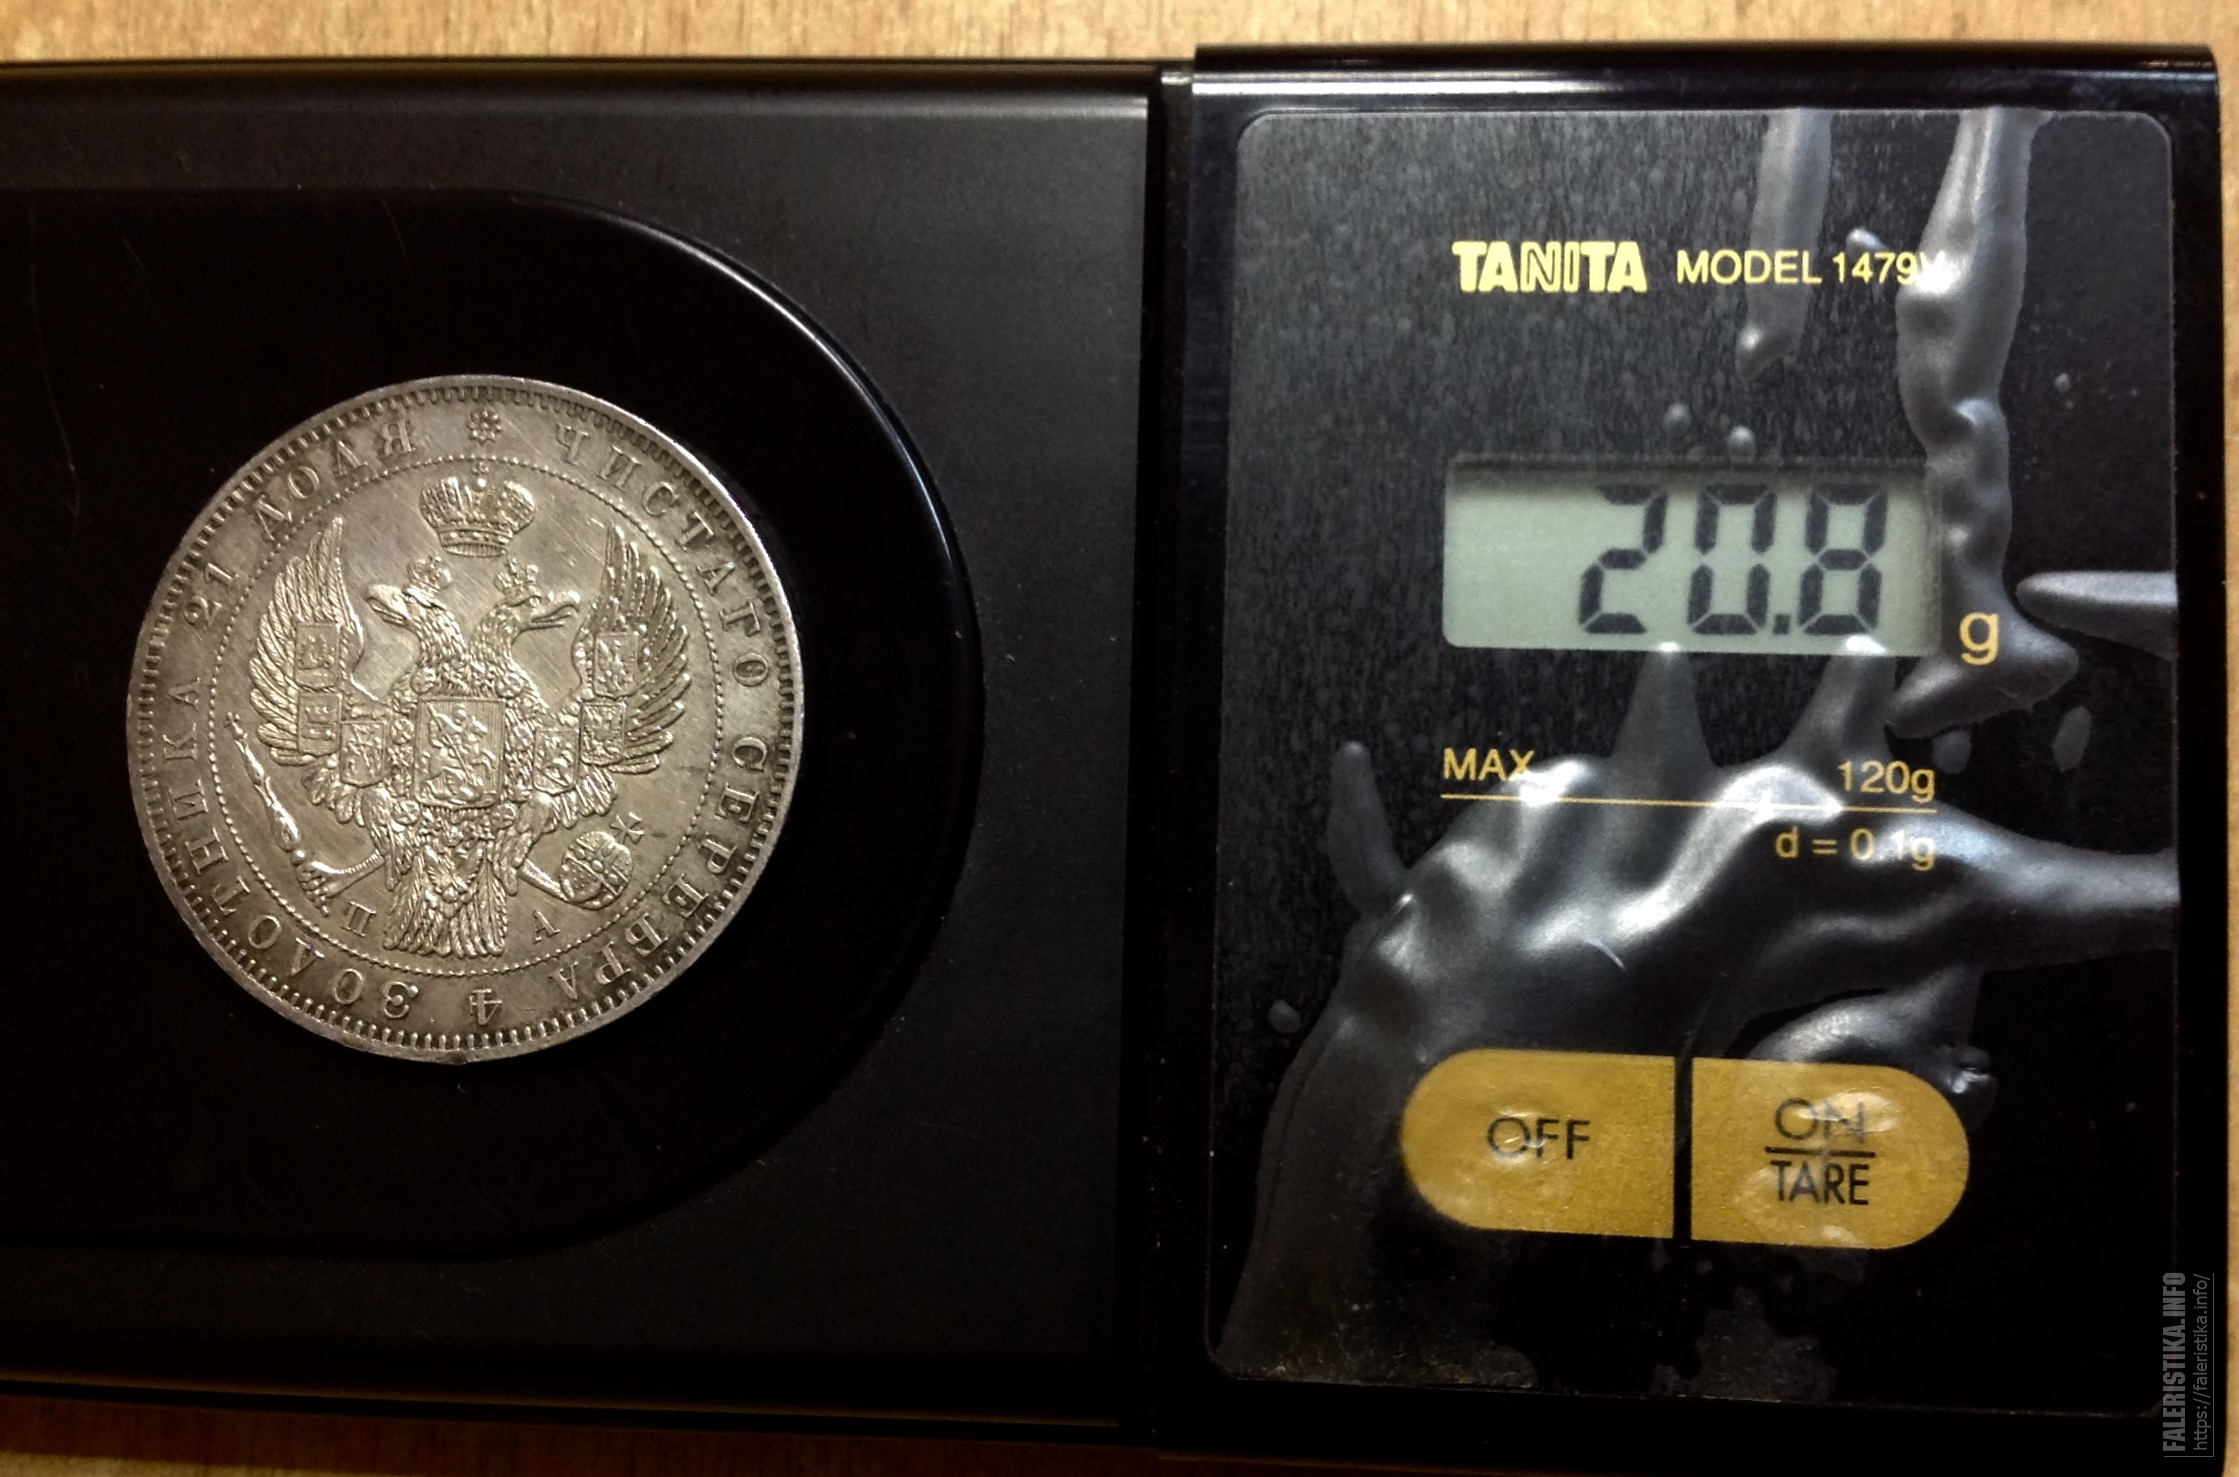 ЧИСТАГО СЕРЕБРА 4 ЗОЛОТНИКА 21 ДОЛЯ
П А
TANITA MODEL 1479V
20.8 g
MAX 120g
d = 0.1g
OFF
ON
TARE
FALERISTIKA.INFO
https://faleristika.info/